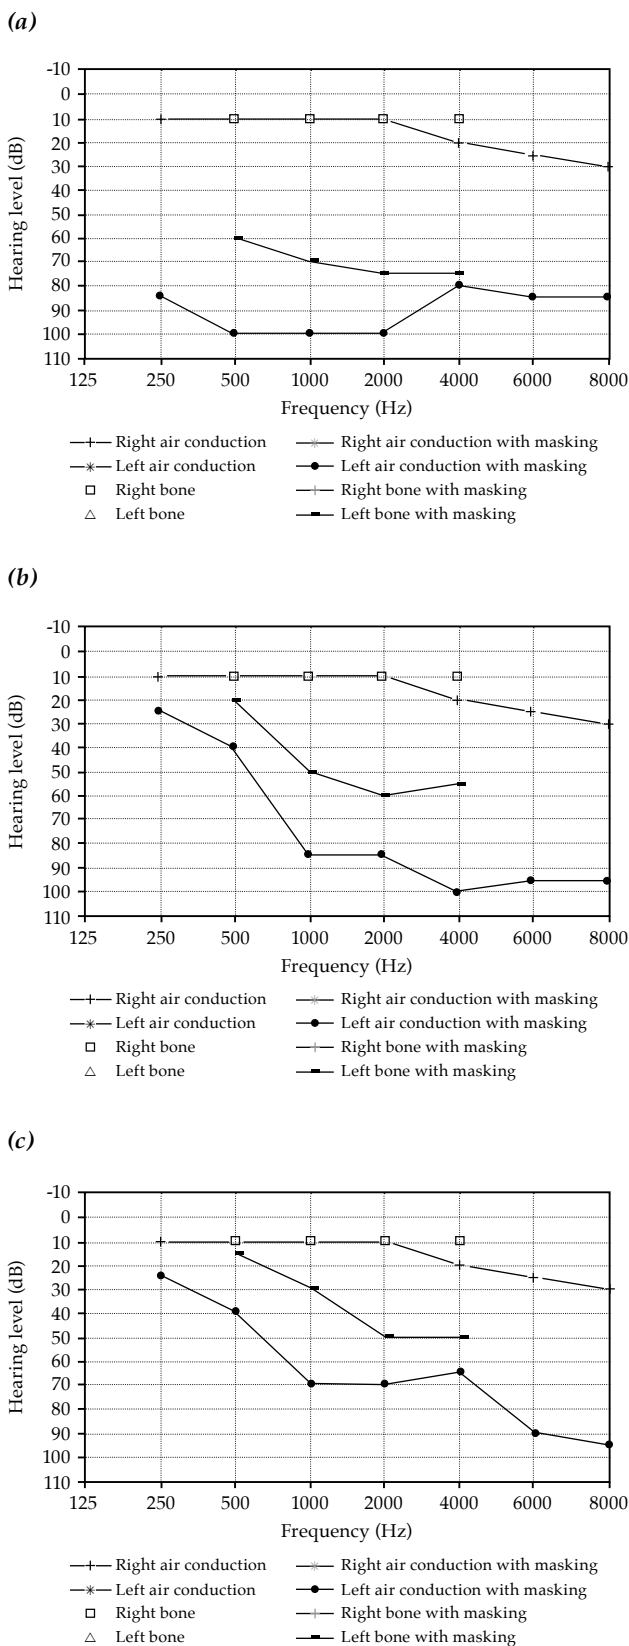 (a)
-10
0
10
20
30
40
50
60
70
80
90
100
110
Hearing level (dB)
125 250 500 1000 2000 4000 6000 8000
Frequency (Hz)
Right air conduction Right air conduction with masking
Left air conduction Left air conduction with masking
Right bone Right bone with masking
Left bone Left bone with masking
(b)
-10
0
10
20
30
40
50
60
70
80
90
100
110
Hearing level (dB)
125 250 500 1000 2000 4000 6000 8000
Frequency (Hz)
Right air conduction Right air conduction with masking
Left air conduction Left air conduction with masking
Right bone Right bone with masking
Left bone Left bone with masking
(c)
-10
0
10
20
30
40
50
60
70
80
90
100
110
Hearing level (dB)
125 250 500 1000 2000 4000 6000 8000
Frequency (Hz)
Right air conduction Right air conduction with masking
Left air conduction Left air conduction with masking
Right bone Right bone with masking
Left bone Left bone with masking